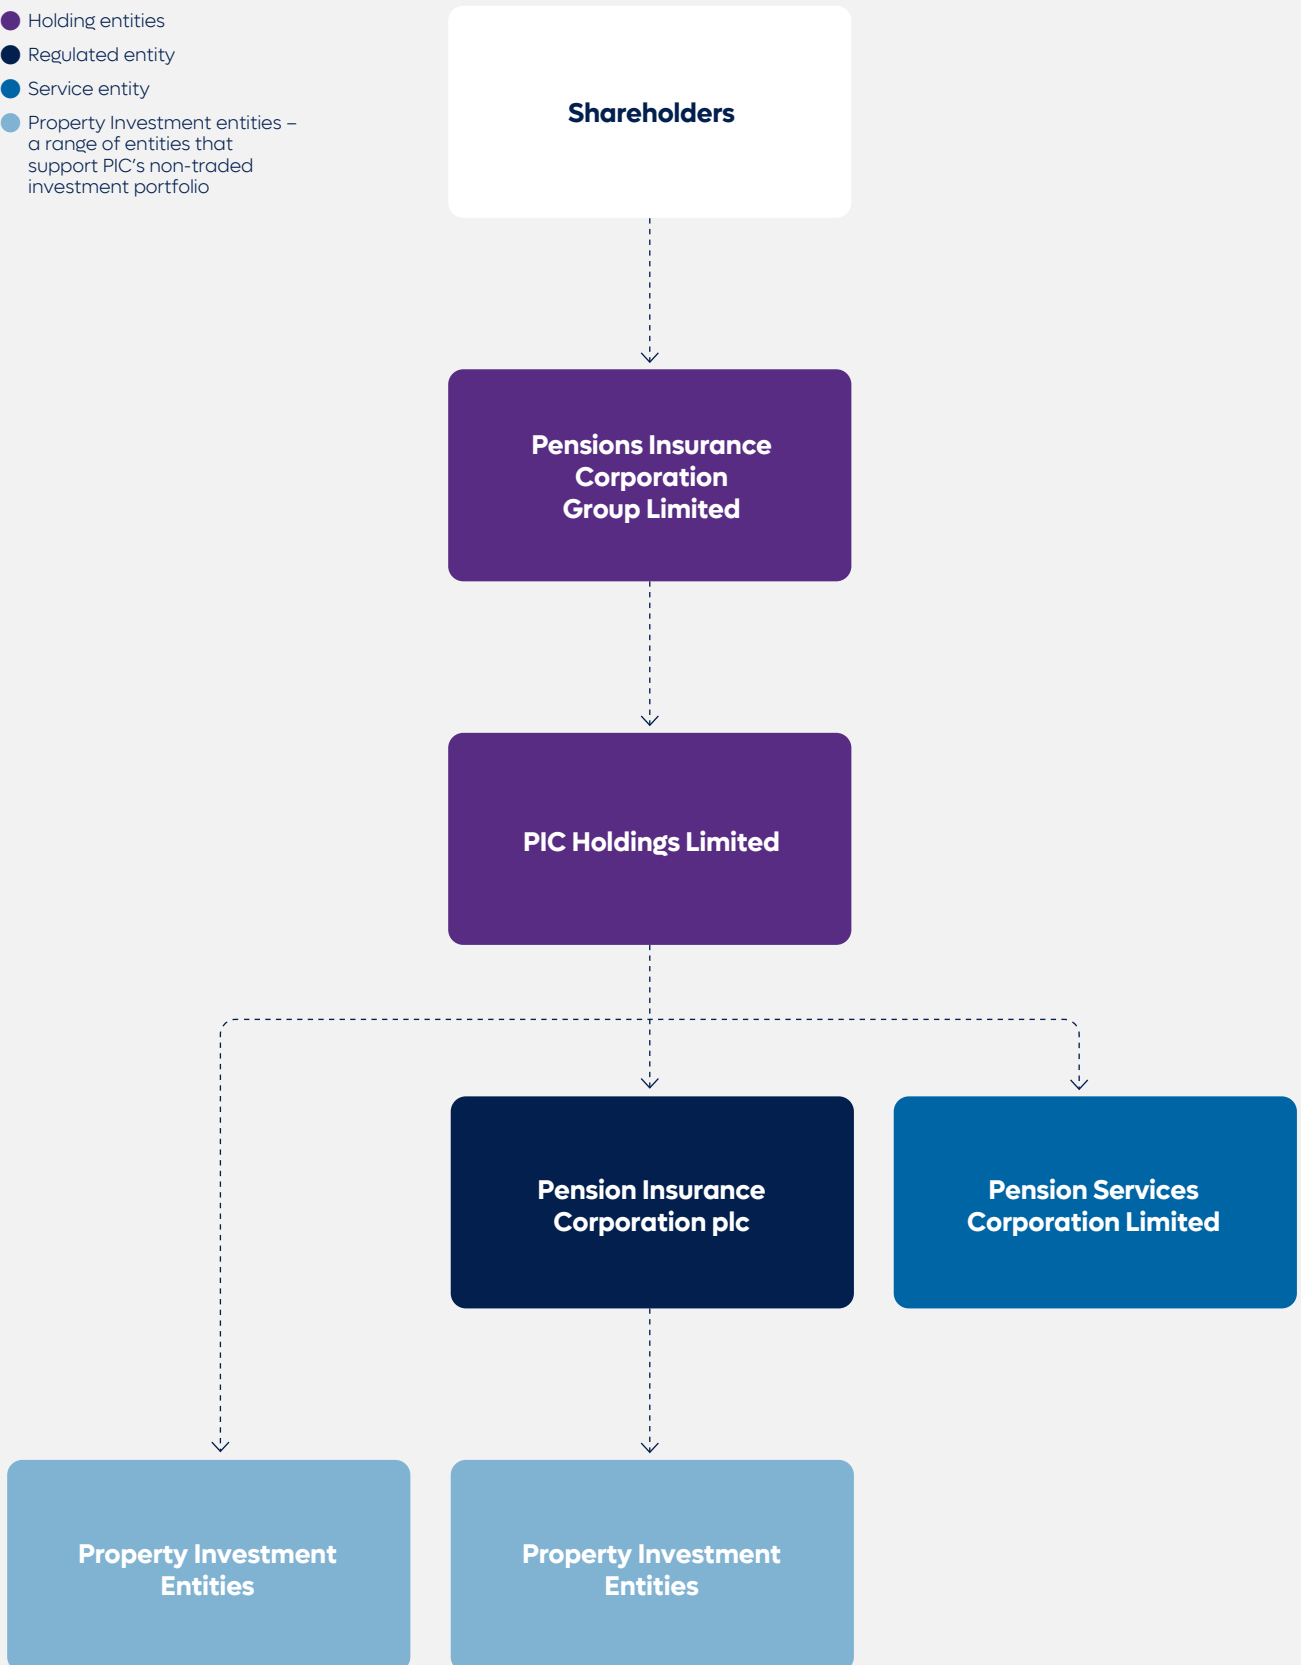 Holding entities
Regulated entity
Service entity
Property Investment entities –
a range of entities that
support PIC's non-traded
investment portfolio
Shareholders
Pensions Insurance
Corporation
Group Limited
PIC Holdings Limited
Pension Insurance
Corporation plc
Pension Services
Corporation Limited
Property Investment
Entities
Property Investment
Entities